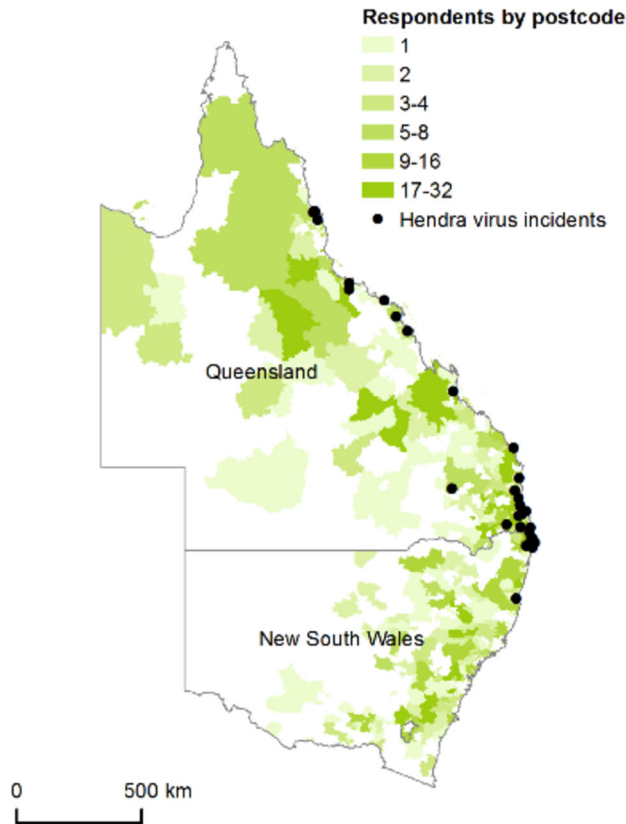 Respondents by postcode
1
2
3-4
5-8
9-16
17-32
Hendra virus incidents
Queensland
New South Wales
0 500 km